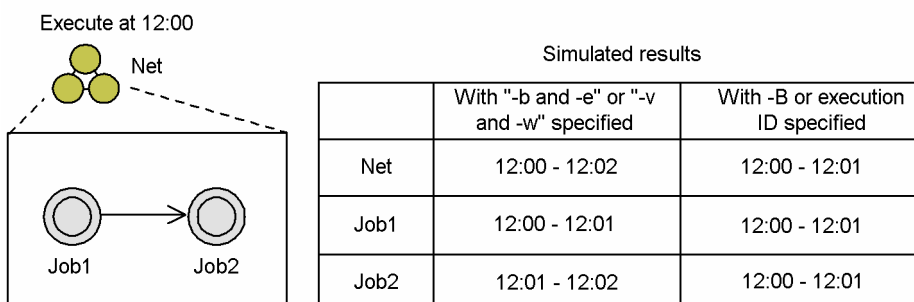 Execute at 12:00
Net
Job1
Job2
Simulated results
With "-b and -e" or "-v
and -w" specified
With -B or execution
ID specified
Net 12:00 - 12:02 12:00 - 12:01
Job1 12:00 - 12:01 12:00 - 12:01
Job2 12:01 - 12:02 12:00 - 12:01